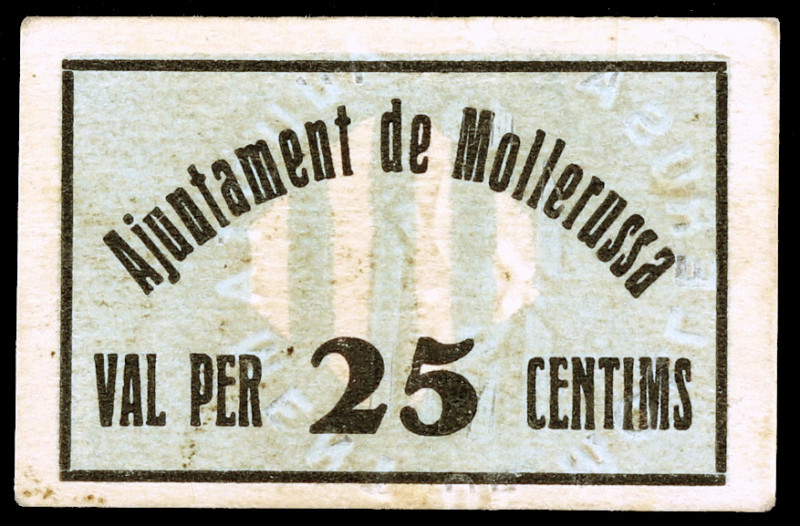 Ajuntament de Mollerussa
VAL PER 25 CENTIMS